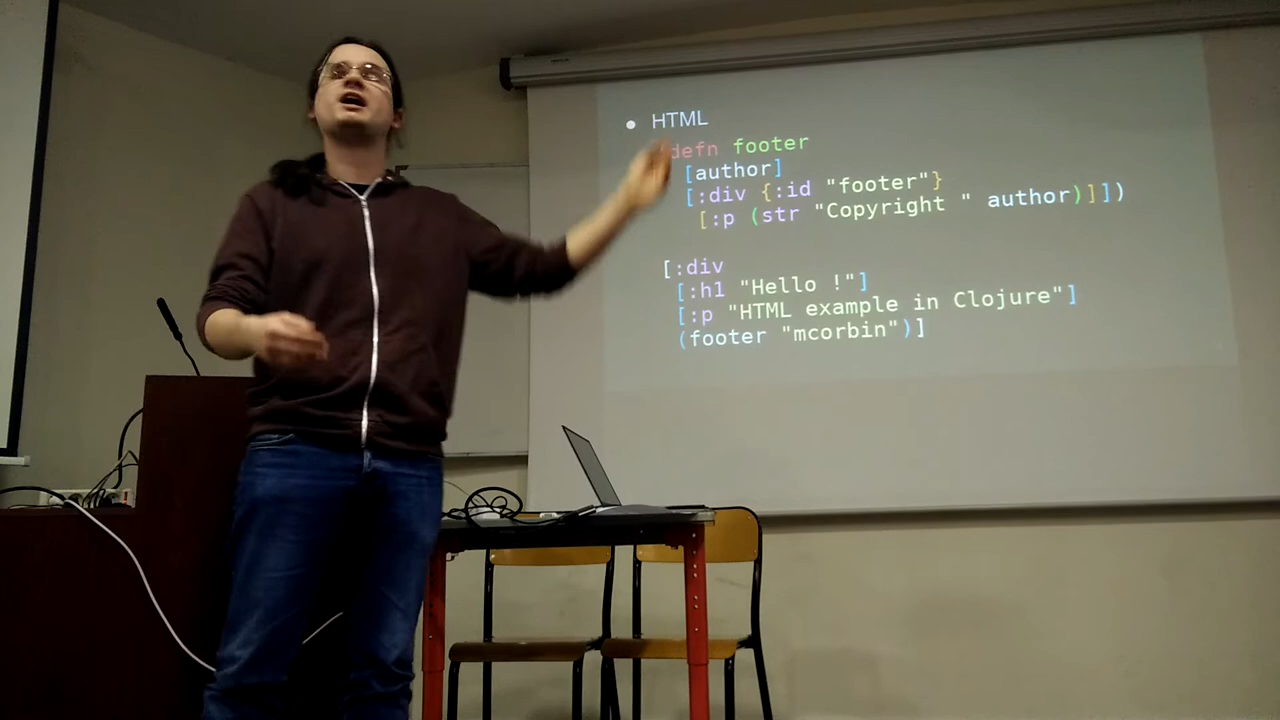 • HTML
(defn footer
[author]
[:div {:id "footer"}
[:p (str "Copyright " author)]])
[:div
[:h1 "Hello !"]
[:p "HTML example in Clojure"]
(footer "mcorbin")]